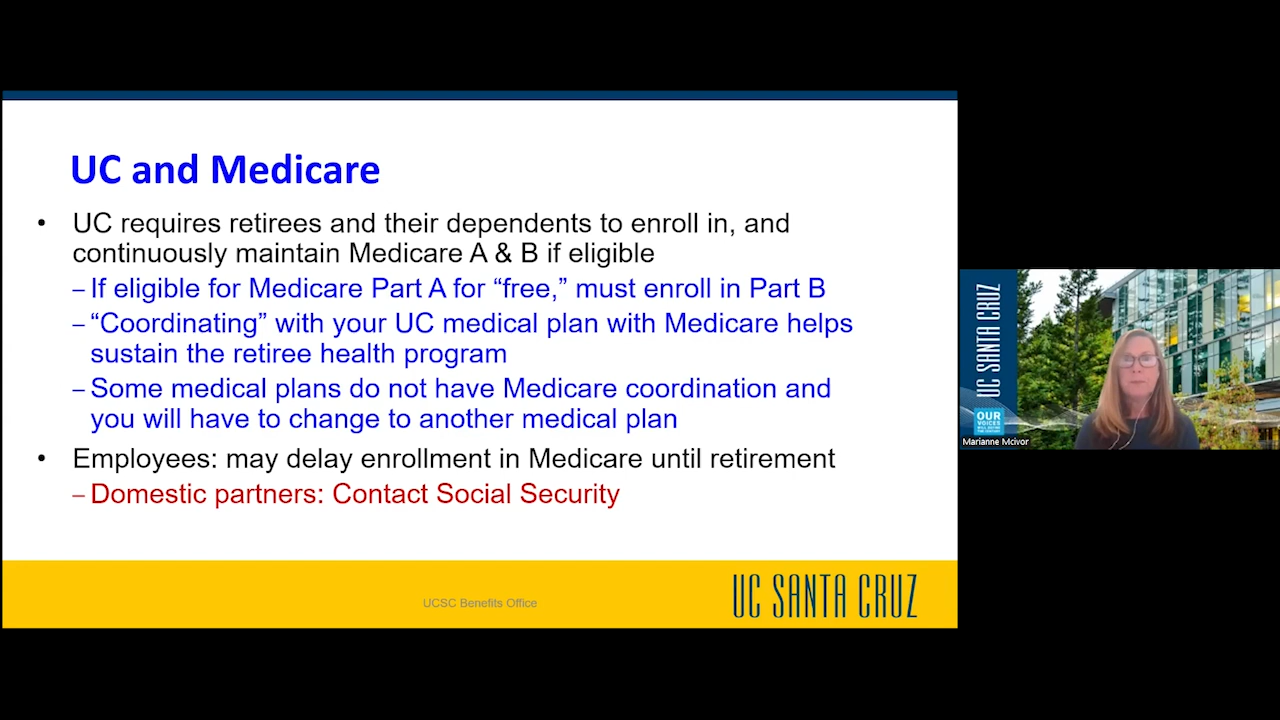 UC and Medicare
• UC requires retirees and their dependents to enroll in, and
continuously maintain Medicare A & B if eligible
– If eligible for Medicare Part A for “free,” must enroll in Part B
– “Coordinating” with your UC medical plan with Medicare helps
sustain the retiree health program
– Some medical plans do not have Medicare coordination and
you will have to change to another medical plan
• Employees: may delay enrollment in Medicare until retirement
– Domestic partners: Contact Social Security
UCSC Benefits Office
UC SANTA CRUZ
UC SANTA CRUZ
OUR
VOICES
Marianne Mcivor